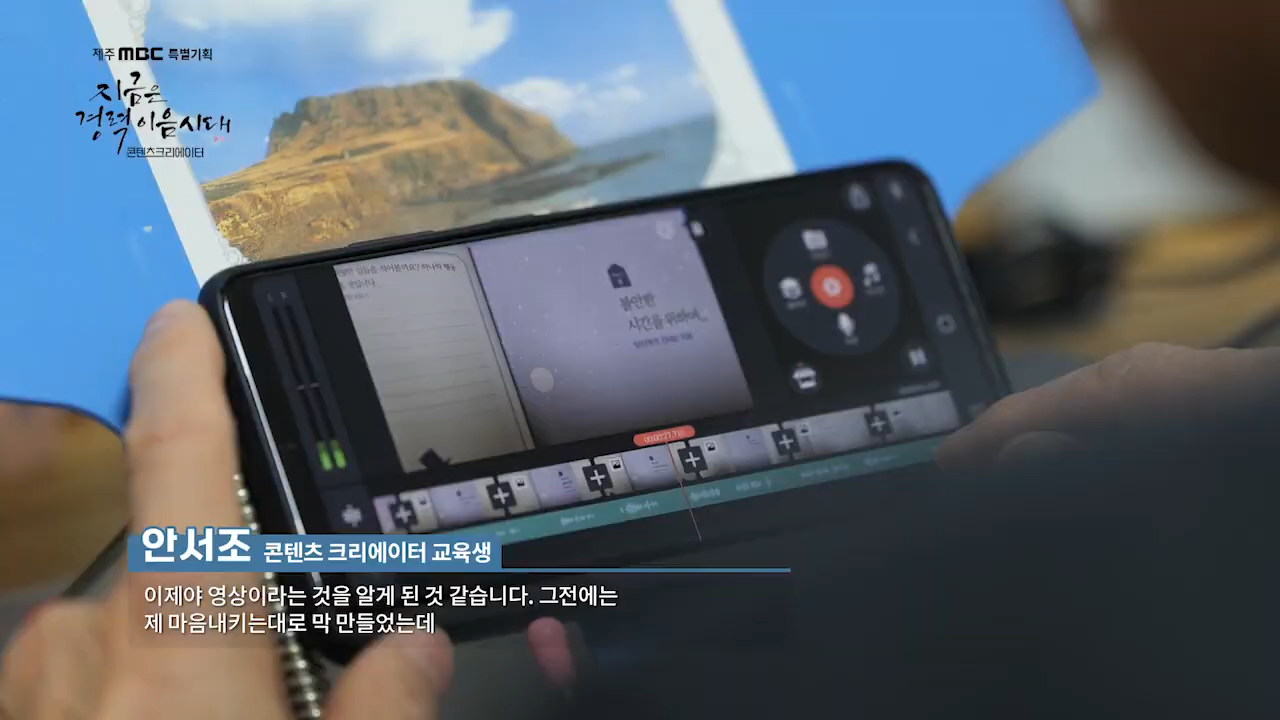 제주 MBC 특별기획
지금은
경력 이음시대
콘텐츠크리에이터
불안한
시간을 위하여...
안서조 콘텐츠 크리에이터 교육생
이제야 영상이라는 것을 알게 된 것 같습니다. 그전에는
제 마음내키는대로 막 만들었는데